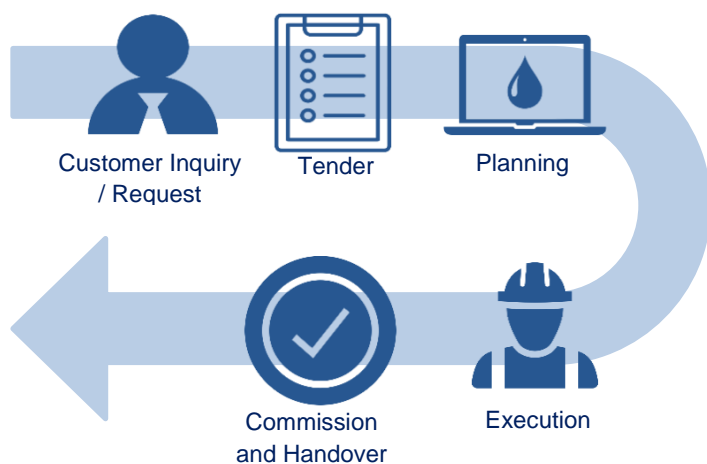 Customer Inquiry
/ Request
Tender
Planning
Execution
Commission
and Handover